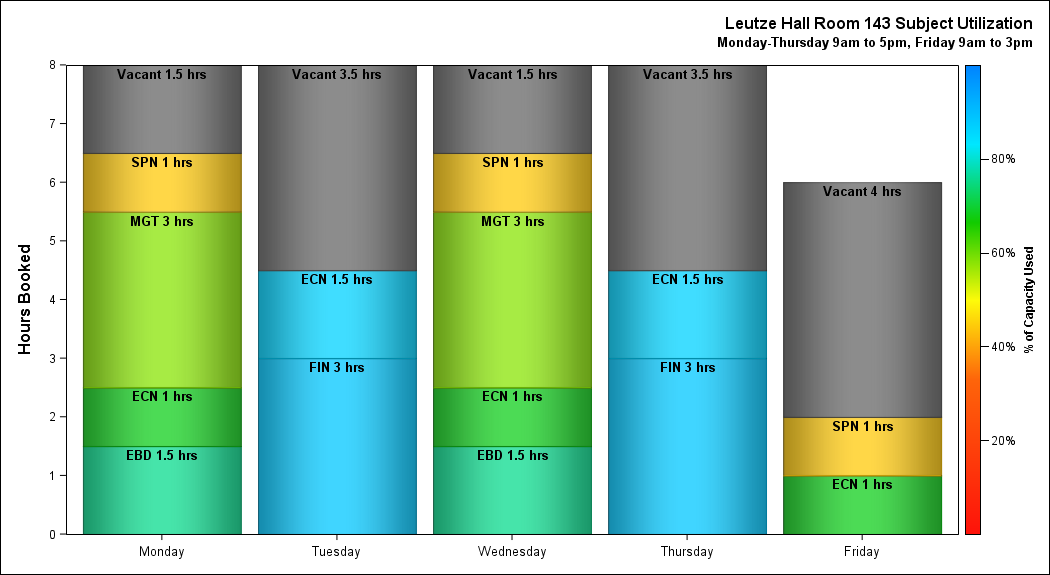 Leutze Hall Room 143 Subject Utilization
Monday-Thursday 9am to 5pm, Friday 9am to 3pm
Hours Booked
8
7
6
5
4
3
2
1
0
Vacant 1.5 hrs
SPN 1 hrs
MGT 3 hrs
ECN 1 hrs
EBD 1.5 hrs
Monday
Vacant 3.5 hrs
ECN 1.5 hrs
FIN 3 hrs
Tuesday
Vacant 1.5 hrs
SPN 1 hrs
MGT 3 hrs
ECN 1 hrs
EBD 1.5 hrs
Wednesday
Vacant 3.5 hrs
ECN 1.5 hrs
FIN 3 hrs
Thursday
Vacant 4 hrs
SPN 1 hrs
ECN 1 hrs
Friday
80%
60%
40%
20%
% of Capacity Used